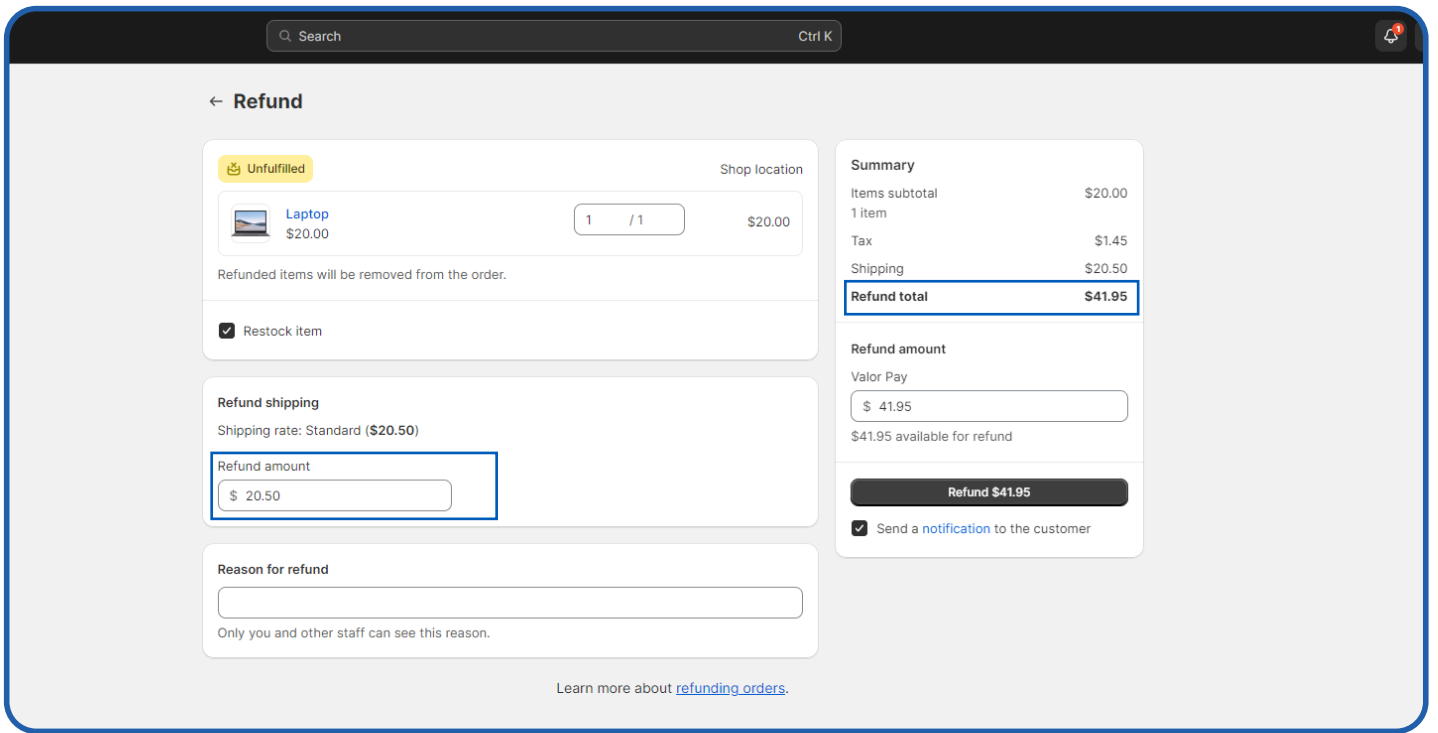 Search Ctrl K
1
← Refund
Unfulfilled Shop location
Laptop
$20.00
1 / 1
$20.00
Refunded items will be removed from the order.
Restock item
Refund shipping
Shipping rate: Standard ($20.50)
Refund amount
$ 20.50
Reason for refund
Only you and other staff can see this reason.
Summary
Items subtotal $20.00
1 item
Tax $1.45
Shipping $20.50
Refund total $41.95
Refund amount
Valor Pay
$ 41.95
$41.95 available for refund
Refund $41.95
Send a notification to the customer
Learn more about refunding orders.